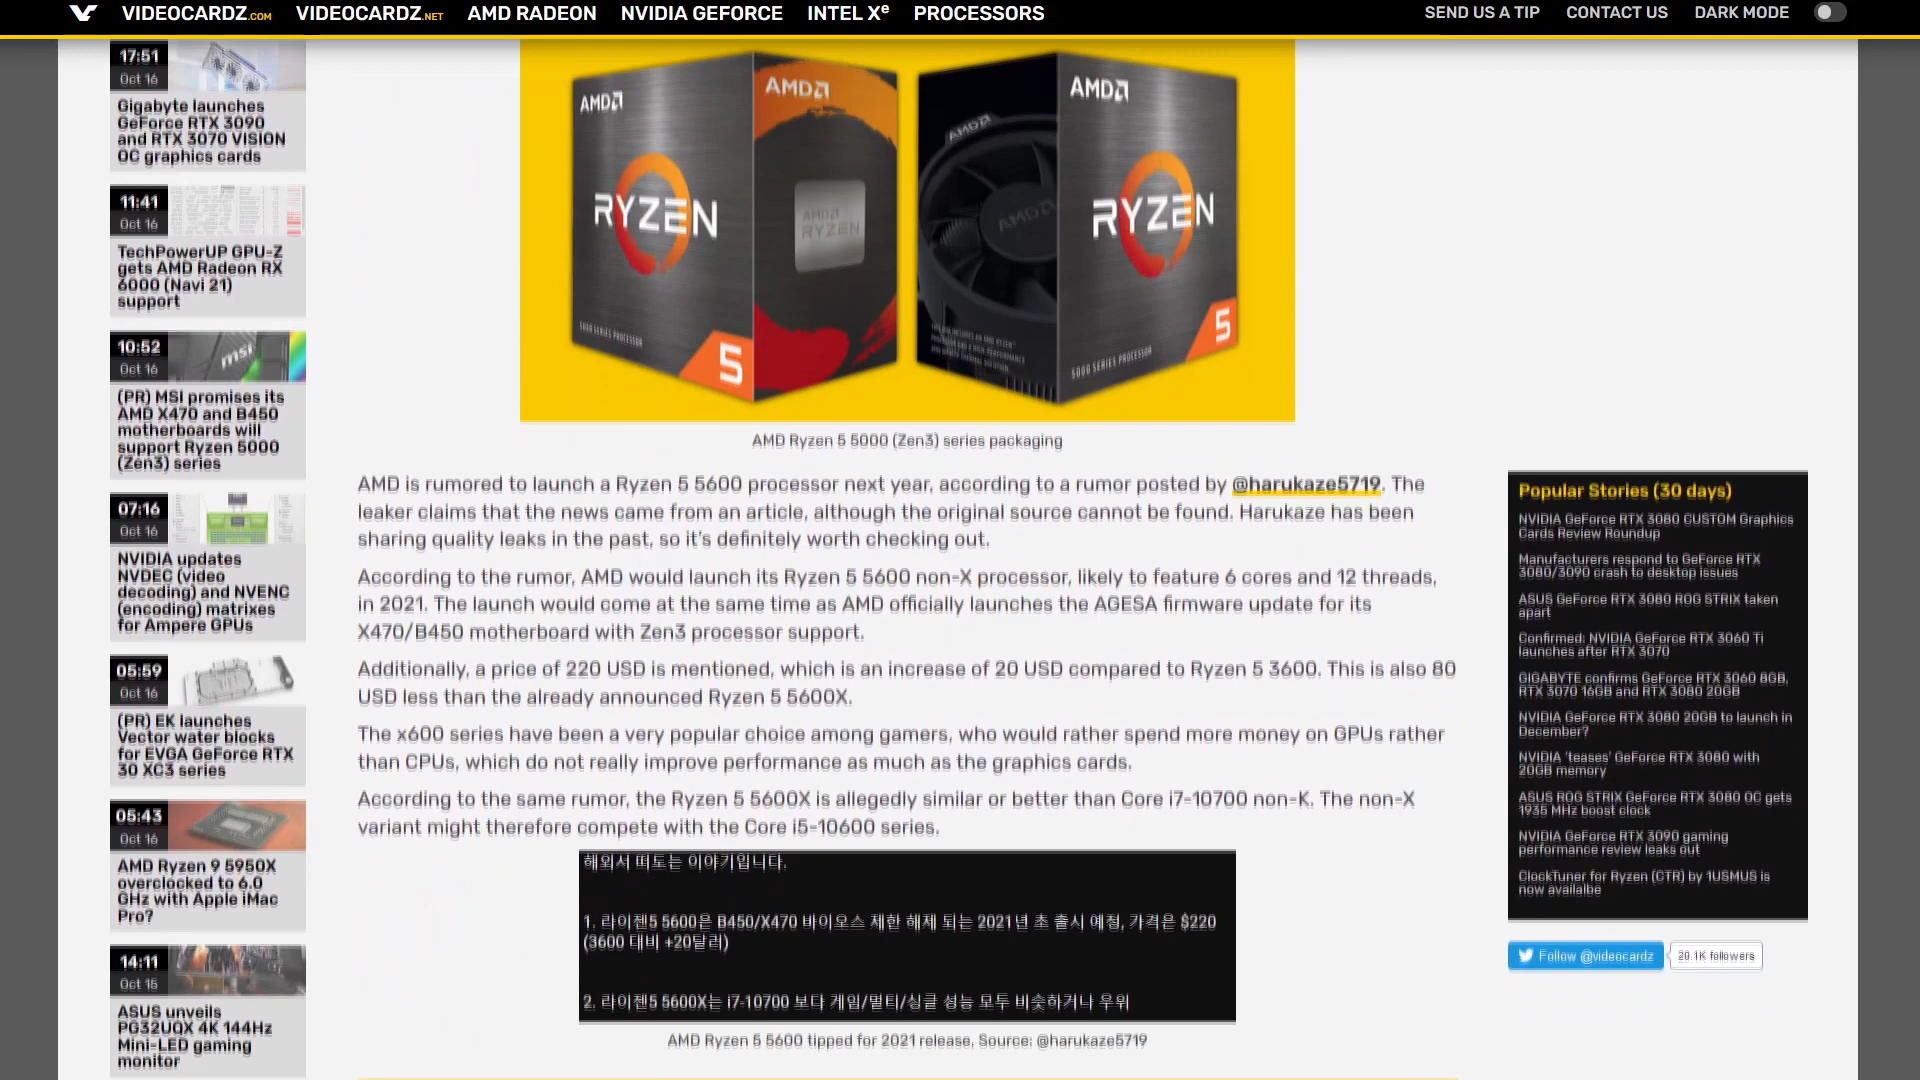 VIDEOCARDZ.COM VIDEOCARDZ.NET AMD RADEON NVIDIA GEFORCE INTEL Xe PROCESSORS SEND US A TIP CONTACT US DARK MODE
17:51
Oct 16
Gigabyte launches
GeForce RTX 3090
and RTX 3070 VISION
OC graphics cards
11:41
Oct 16
TechPowerUP GPU-Z
gets AMD Radeon RX
6000 (Navi 21)
support
10:52
Oct 16
msi
(PR) MSI promises its
AMD X470 and B450
motherboards will
support Ryzen 5000
(Zen3) series
07:16
Oct 16
NVIDIA updates
NVDEC (video
decoding) and NVENC
(encoding) matrixes
for Ampere GPUs
05:59
Oct 16
(PR) EK launches
Vector water blocks
for EVGA GeForce RTX
30 XC3 series
05:43
Oct 16
AMD Ryzen 9 5950X
overclocked to 6.0
GHz with Apple iMac
Pro?
14:11
Oct 15
ASUS unveils
PG32UQX 4K 144Hz
Mini-LED gaming
monitor
AMD
RYZEN
5000 SERIES PROCESSOR
5
AMD
AMD
RYZEN
AMD
AMD
AMD
RYZEN
5000 SERIES PROCESSOR
5
AMD Ryzen 5 5000 (Zen3) series packaging
AMD is rumored to launch a Ryzen 5 5600 processor next year, according to a rumor posted by @harukaze5719. The
leaker claims that the news came from an article, although the original source cannot be found. Harukaze has been
sharing quality leaks in the past, so it's definitely worth checking out.
According to the rumor, AMD would launch its Ryzen 5 5600 non-X processor, likely to feature 6 cores and 12 threads,
in 2021. The launch would come at the same time as AMD officially launches the AGESA firmware update for its
X470/B450 motherboard with Zen3 processor support.
Additionally, a price of 220 USD is mentioned, which is an increase of 20 USD compared to Ryzen 5 3600. This is also 80
USD less than the already announced Ryzen 5 5600X.
The x600 series have been a very popular choice among gamers, who would rather spend more money on GPUs rather
than CPUs, which do not really improve performance as much as the graphics cards.
According to the same rumor, the Ryzen 5 5600X is allegedly similar or better than Core i7-10700 non-K. The non-X
variant might therefore compete with the Core i5-10600 series.
해외서 떠도는 이야기입니다.
1. 라이젠5 5600은 B450/X470 바이오스 제한 해제 되는 2021년 초 출시 예정, 가격은 $220
(3600 대비 +20달러)
2. 라이젠5 5600X는 i7-10700 보다 게임/멀티/싱글 성능 모두 비슷하거나 우위
AMD Ryzen 5 5600 tipped for 2021 release, Source: @harukaze5719
Popular Stories (30 days)
NVIDIA GeForce RTX 3080 CUSTOM Graphics
Cards Review Roundup
Manufacturers respond to GeForce RTX
3080/3090 crash to desktop issues
ASUS GeForce RTX 3080 ROG STRIX taken
apart
Confirmed: NVIDIA GeForce RTX 3060 Ti
launches after RTX 3070
GIGABYTE confirms GeForce RTX 3060 8GB,
RTX 3070 16GB and RTX 3080 20GB
NVIDIA GeForce RTX 3080 20GB to launch in
December?
NVIDIA 'teases' GeForce RTX 3080 with
20GB memory
ASUS ROG STRIX GeForce RTX 3080 OC gets
1935 MHz boost clock
NVIDIA GeForce RTX 3090 gaming
performance review leaks out
ClockTuner for Ryzen (CTR) by 1USMUS is
now availalbe
Follow @videocardz 20.1K followers